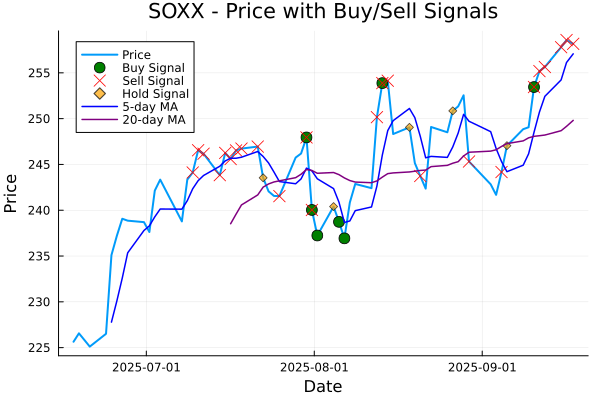 SOXX - Price with Buy/Sell Signals
Price
Buy Signal
Sell Signal
Hold Signal
5-day MA
20-day MA
255
250
245
240
235
230
225
Price
2025-07-01
2025-08-01
2025-09-01
Date